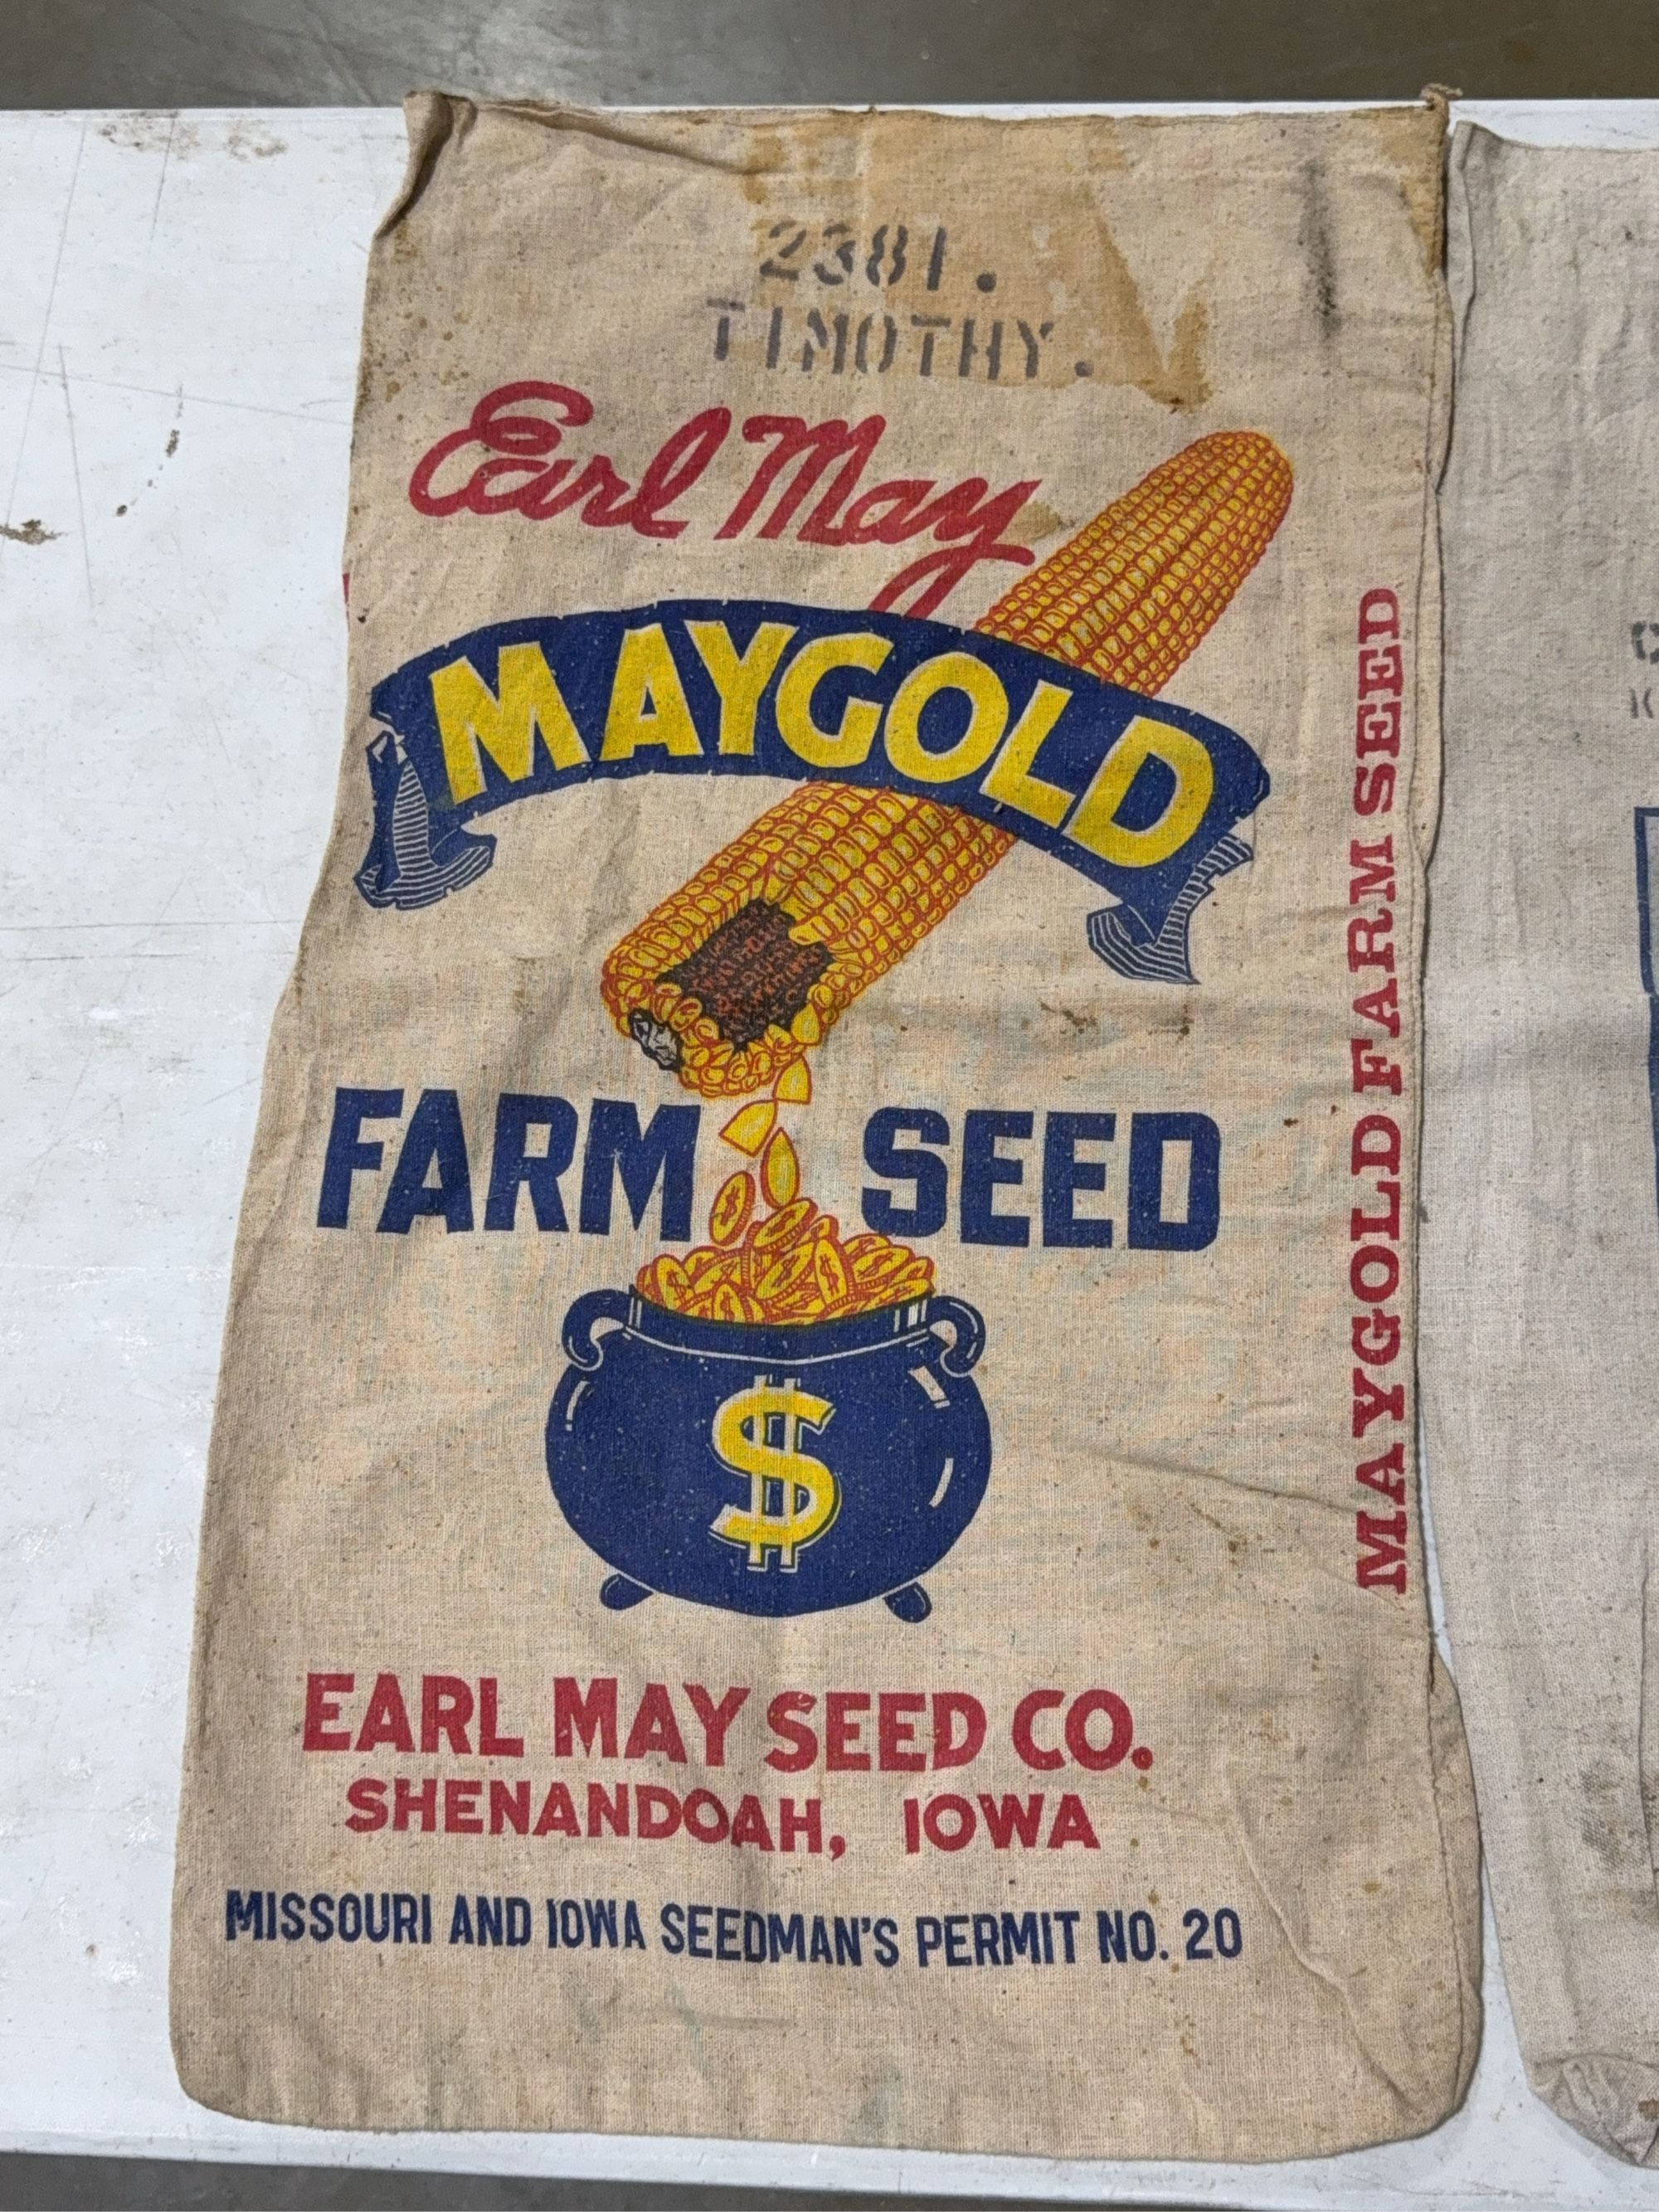 2381.
TIMOTHY.
Earl May
MAYGOLD
FARM SEED
$
EARL MAY SEED CO.
SHENANDOAH, IOWA
MISSOURI AND IOWA SEEDMAN'S PERMIT NO. 20
MAYGOLD FARM SEED